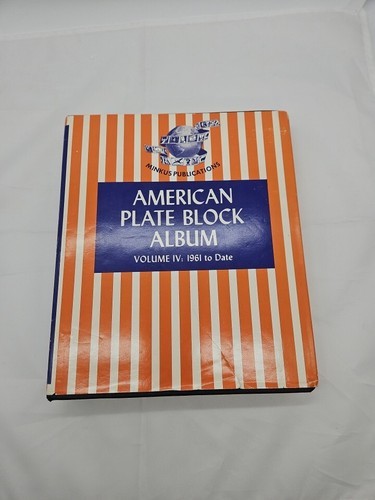 MINKUS PUBLICATIONS
AMERICAN
PLATE BLOCK
ALBUM
VOLUME IV: 1961 to Date